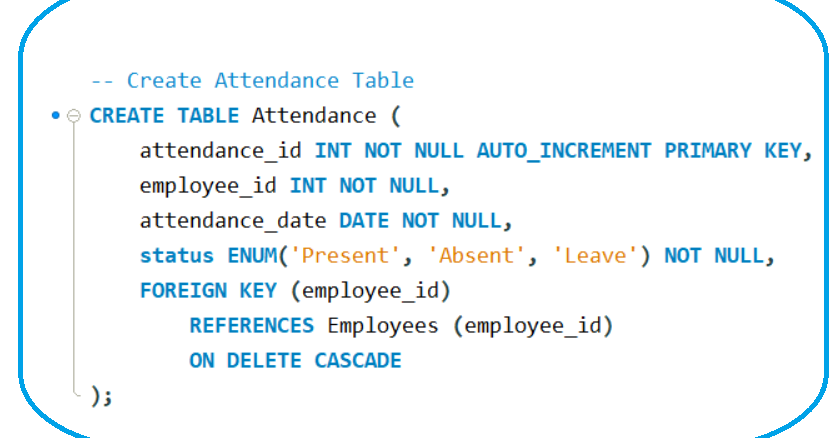 -- Create Attendance Table
CREATE TABLE Attendance (
attendance_id INT NOT NULL AUTO_INCREMENT PRIMARY KEY,
employee_id INT NOT NULL,
attendance_date DATE NOT NULL,
status ENUM('Present', 'Absent', 'Leave') NOT NULL,
FOREIGN KEY (employee_id)
REFERENCES Employees (employee_id)
ON DELETE CASCADE
);